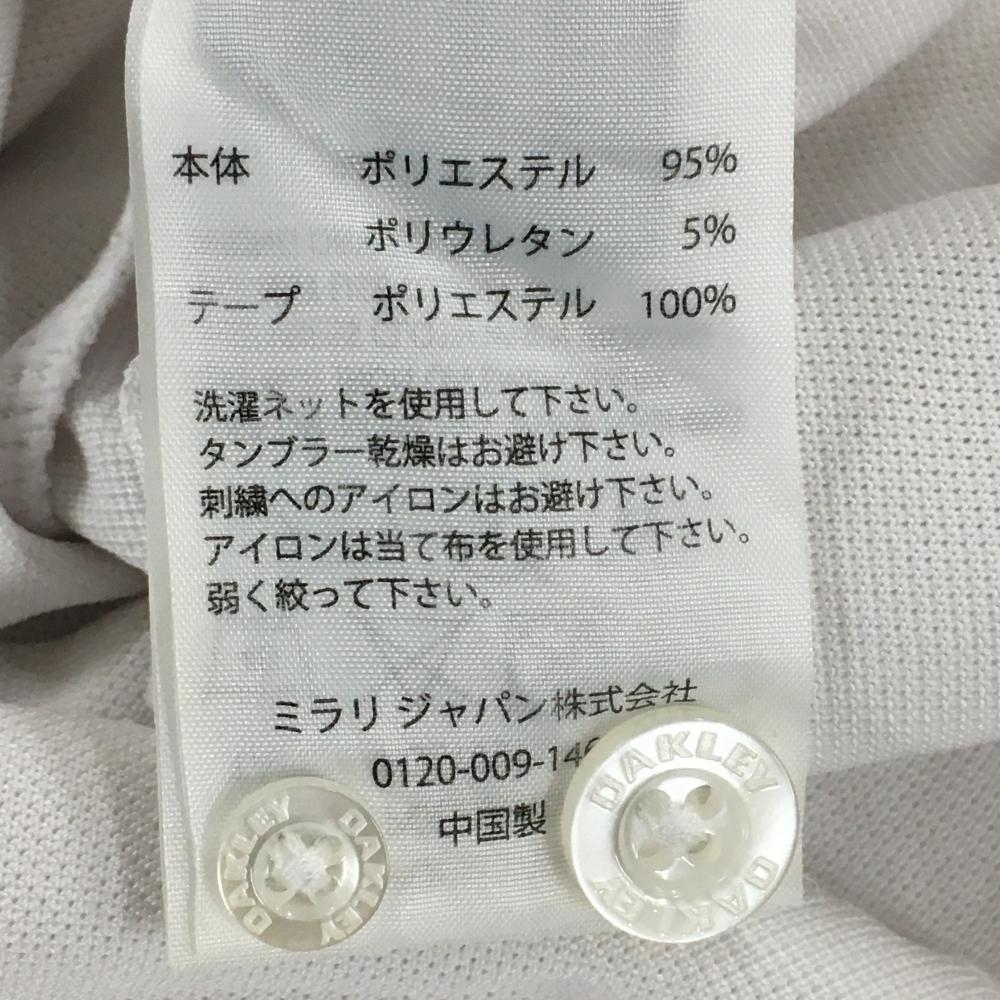 本体 ポリエステル 95%
ポリウレタン 5%
テープ ポリエステル 100%
洗濯ネットを使用して下さい。
タンブラー乾燥はお避け下さい。
刺繍へのアイロンはお避け下さい。
アイロンは当て布を使用して下さい。
弱く絞って下さい。
ミラリ ジャパン株式会社
0120-009-146
中国製
OAKLEY OAKLEY
OAKLEY OAKLEY